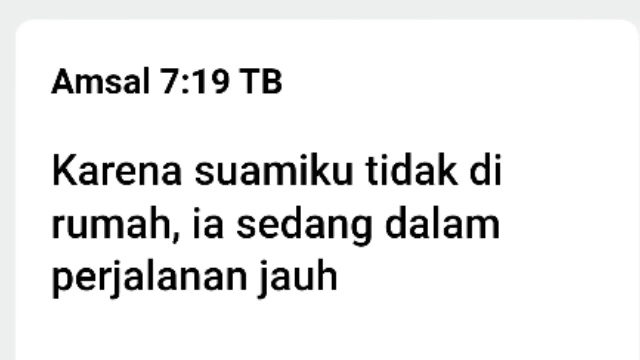 Amsal 7:19 TB
Karena suamiku tidak di
rumah, ia sedang dalam
perjalanan jauh